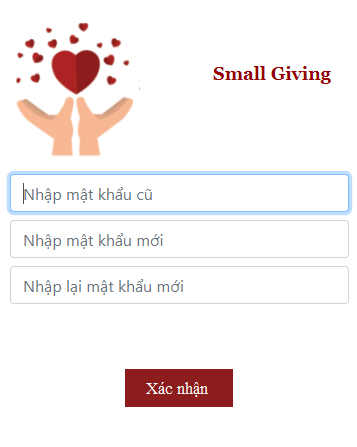 Small Giving
Nhập mật khẩu cũ
Nhập mật khẩu mới
Nhập lại mật khẩu mới
Xác nhận